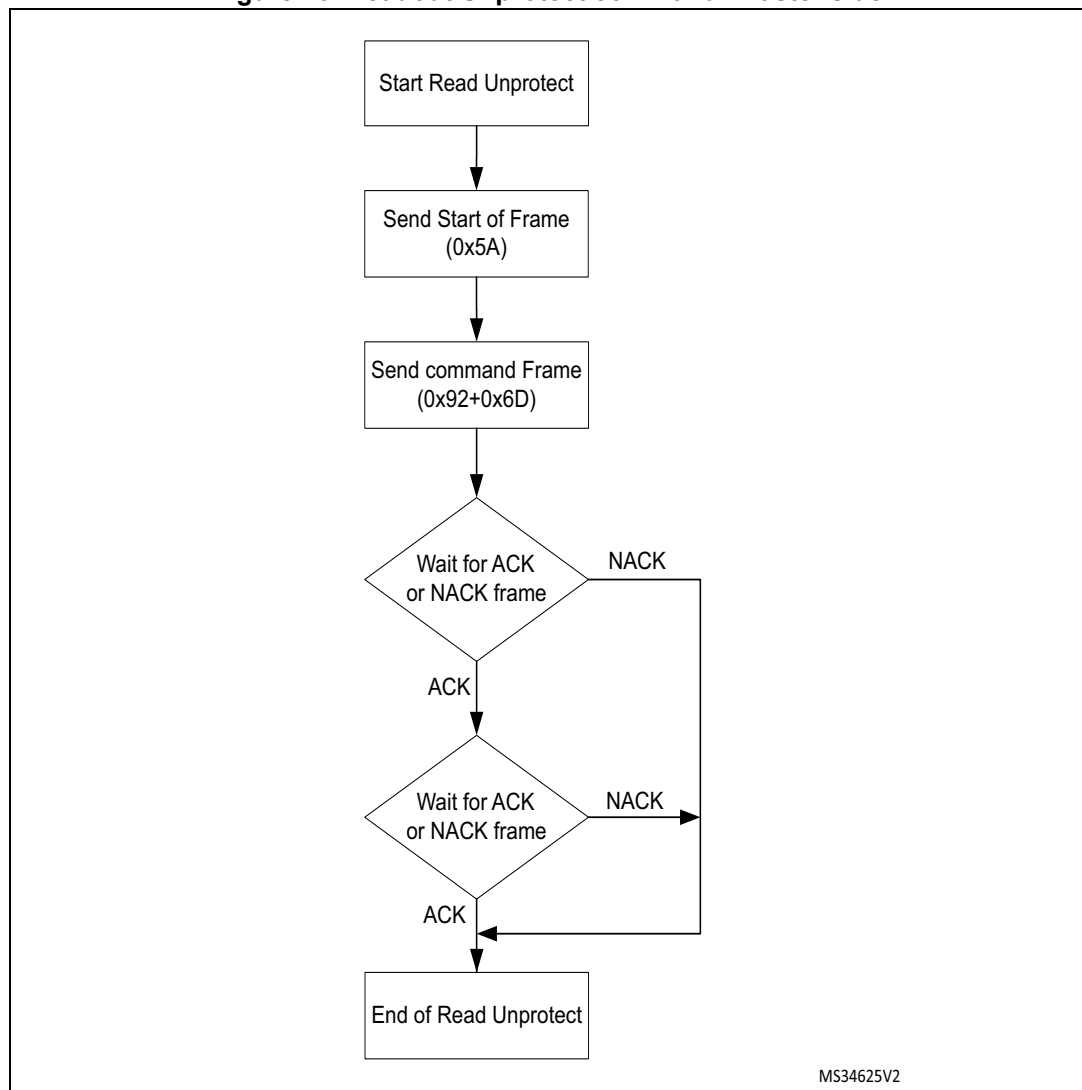 Start Read Unprotect
Send Start of Frame
(0x5A)
Send command Frame
(0x92+0x6D)
Wait for ACK
or NACK frame
NACK
ACK
Wait for ACK
or NACK frame
NACK
ACK
End of Read Unprotect
MS34625V2